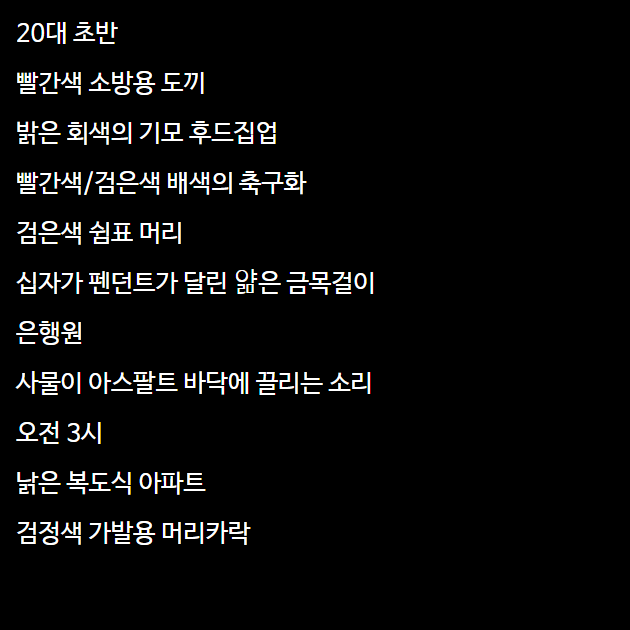 20대 초반
빨간색 소방용 도끼
밝은 회색의 기모 후드집업
빨간색/검은색 배색의 축구화
검은색 쉼표 머리
십자가 펜던트가 달린 얆은 금목걸이
은행원
사물이 아스팔트 바닥에 끌리는 소리
오전 3시
낡은 복도식 아파트
검정색 가발용 머리카락